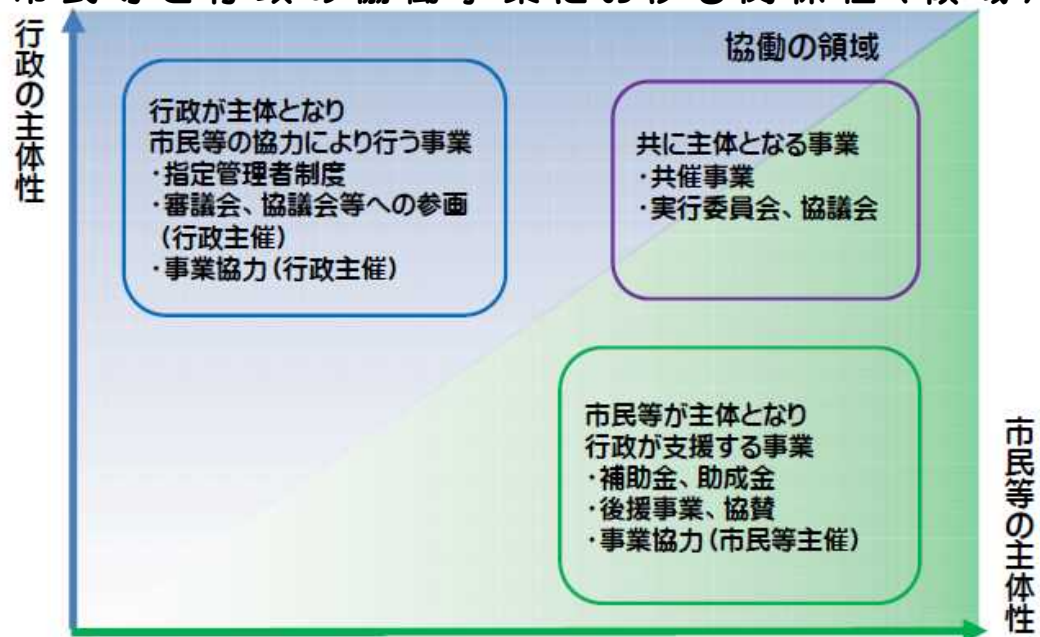 行政の主体性
協働の領域
行政が主体となり
市民等の協力により行う事業
・指定管理者制度
・審議会、協議会等への参画
(行政主催)
・事業協力(行政主催)
共に主体となる事業
・共催事業
・実行委員会、協議会
市民等が主体となり
行政が支援する事業
・補助金、助成金
・後援事業、協賛
・事業協力(市民等主催)
市民等の主体性